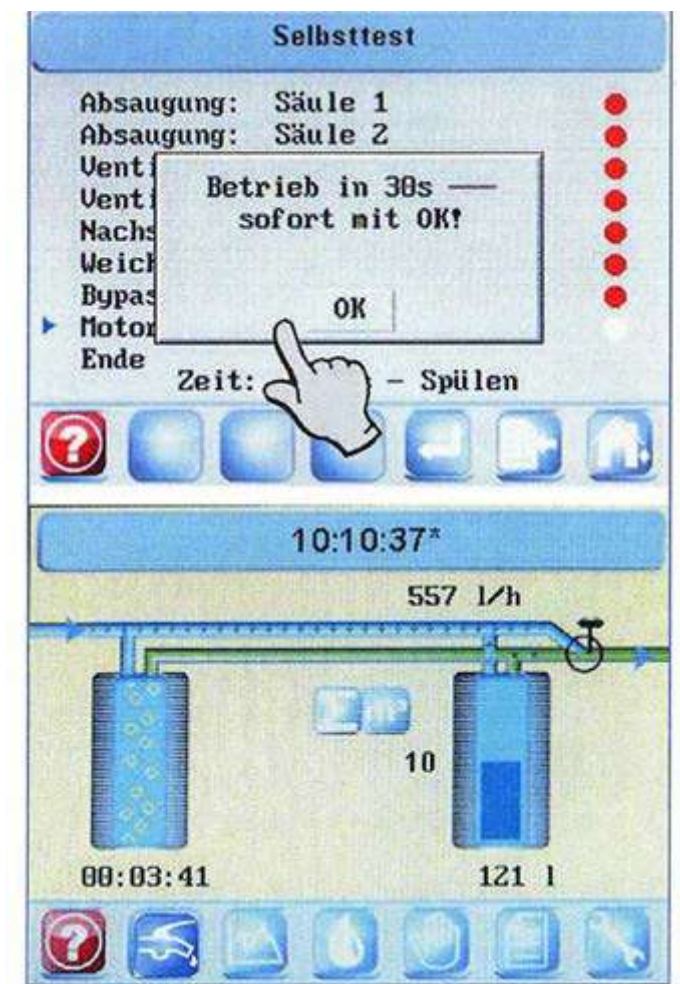 Selbsttest
Absaugung: Säule 1
Absaugung: Säule 2
Venti
Venti
Nachs
Weich
Bypas
Motor
Ende
Betrieb in 30s —
sofort mit OK!
OK
Zeit: - Spülen
?
10:10:37*
557 l/h
10
00:03:41
121 l
?